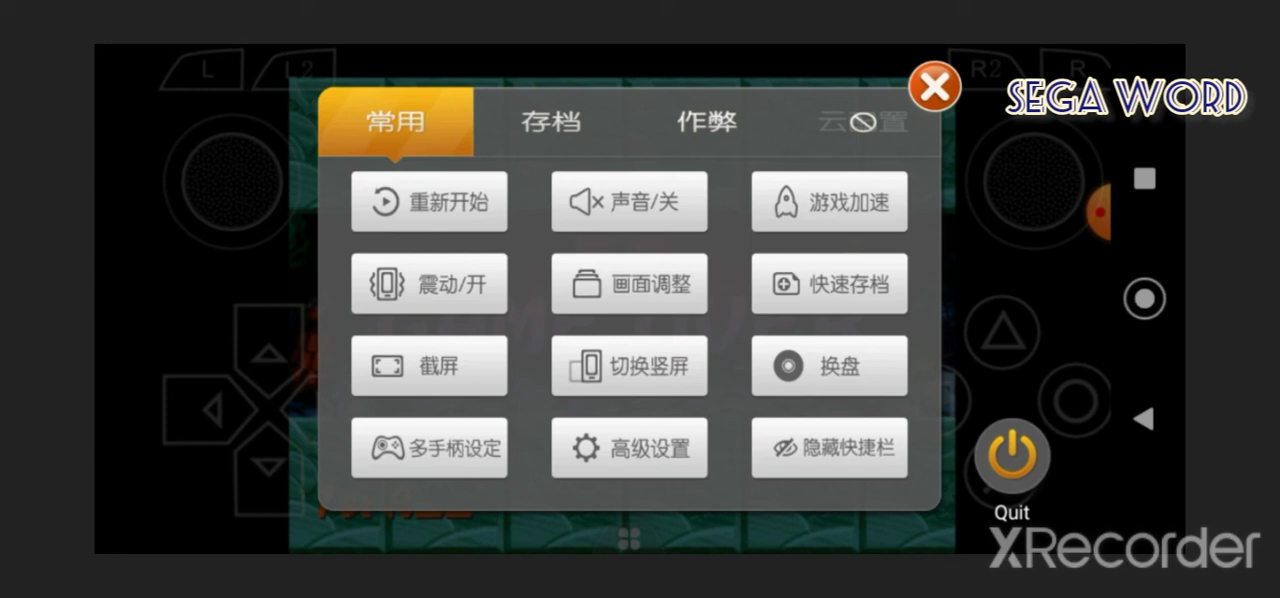 L
L2
R2
R
SEGA WORD
常用
存档
作弊
重新开始
声音/关
游戏加速
震动/开
画面调整
快速存档
截屏
切换竖屏
换盘
多手柄设定
高级设置
隐藏快捷栏
Quit
XRecorder